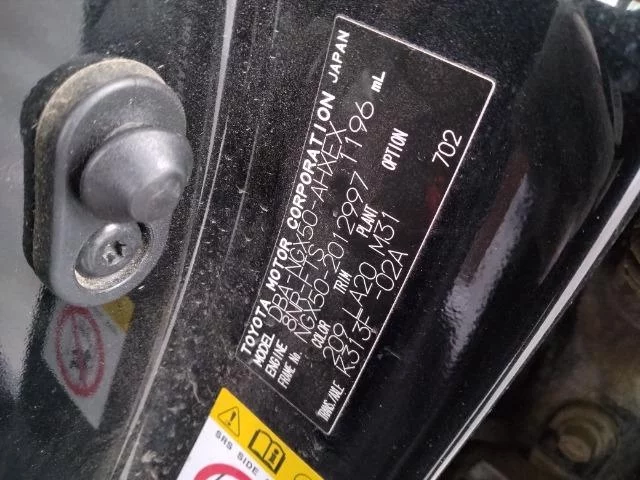 TOYOTA MOTOR CORPORATION JAPAN
MODEL DBA-NGX50-AHXEX
ENGINE 8NR-FTS 1196 mL
FRAME No. NGX50-2012997
COLOR TRIM PLANT OPTION
209 LA20 M31 702
TRANS/AXLE R313F -02A
SRS SIDE